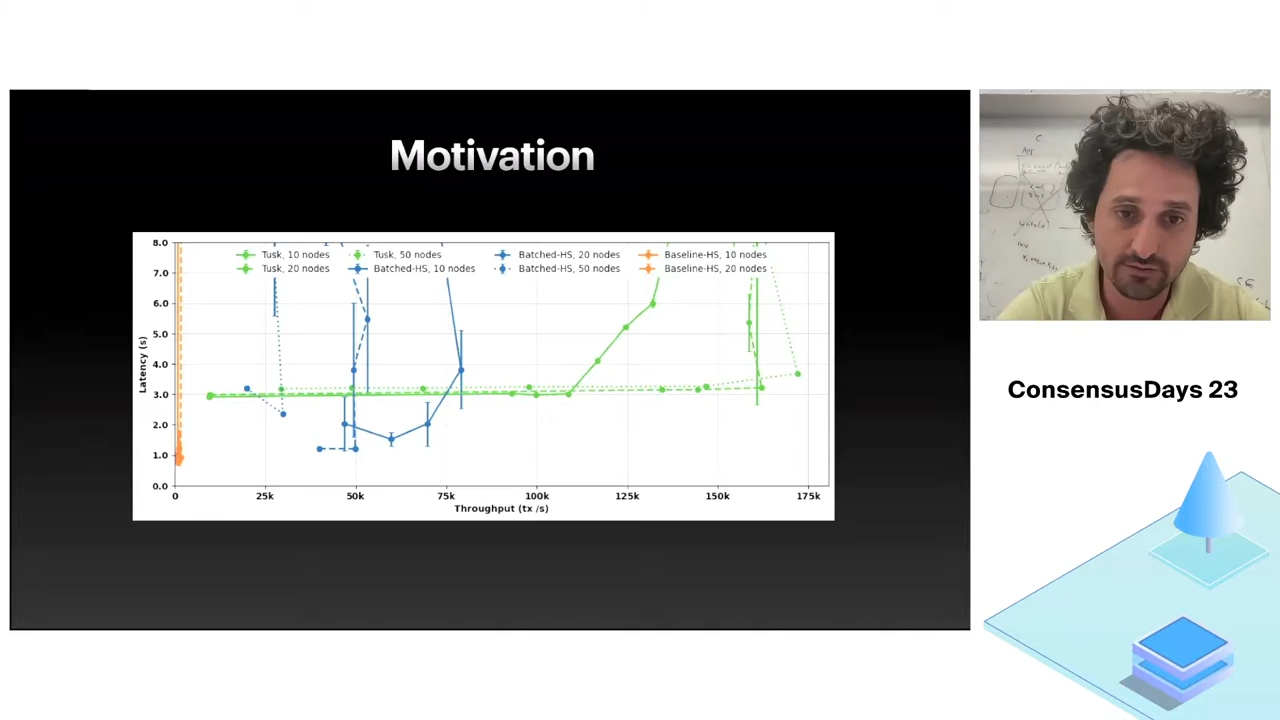 Motivation
Tusk, 10 nodes
Tusk, 20 nodes
Tusk, 50 nodes
Batched-HS, 10 nodes
Batched-HS, 20 nodes
Batched-HS, 50 nodes
Baseline-HS, 10 nodes
Baseline-HS, 20 nodes
Latency (s)
8.0
7.0
6.0
5.0
4.0
3.0
2.0
1.0
0.0
0 25k 50k 75k 100k 125k 150k 175k
Throughput (tx /s)
ConsensusDays 23